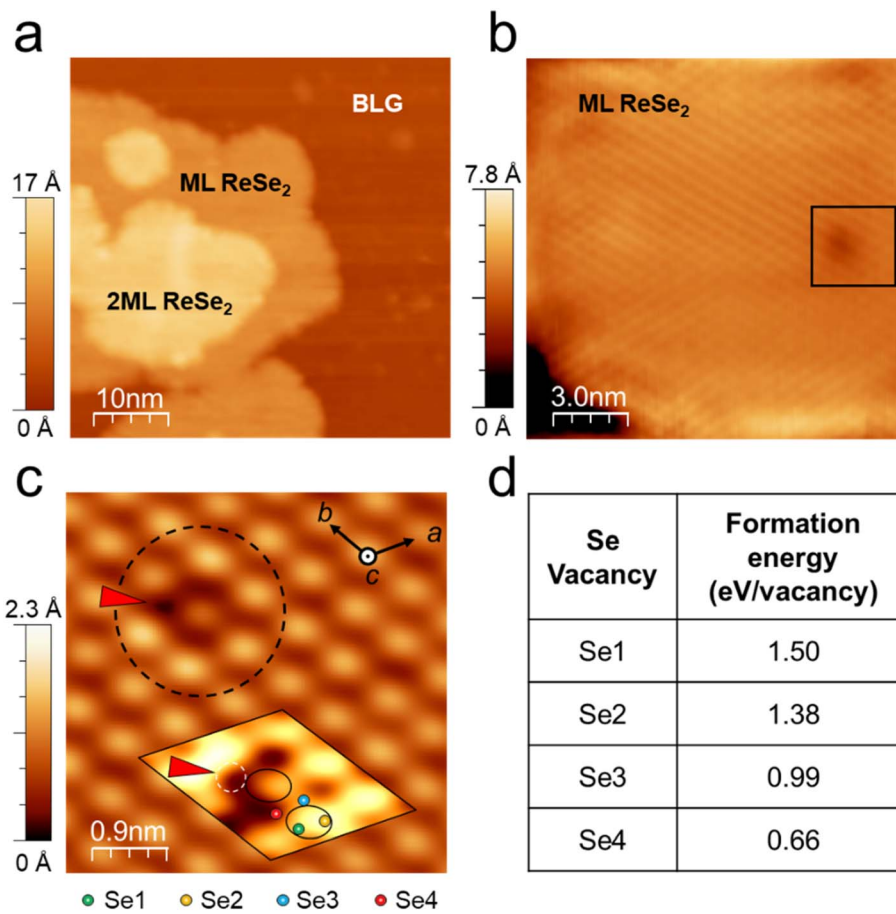 a
BLG
ML ReSe₂
2ML ReSe₂
17 Å
0 Å
10nm
b
ML ReSe₂
7.8 Å
0 Å
3.0nm
c
b
a
c
2.3 Å
0 Å
0.9nm
Se1 Se2 Se3 Se4
d
Se Vacancy
Formation energy (eV/vacancy)
Se1 1.50
Se2 1.38
Se3 0.99
Se4 0.66